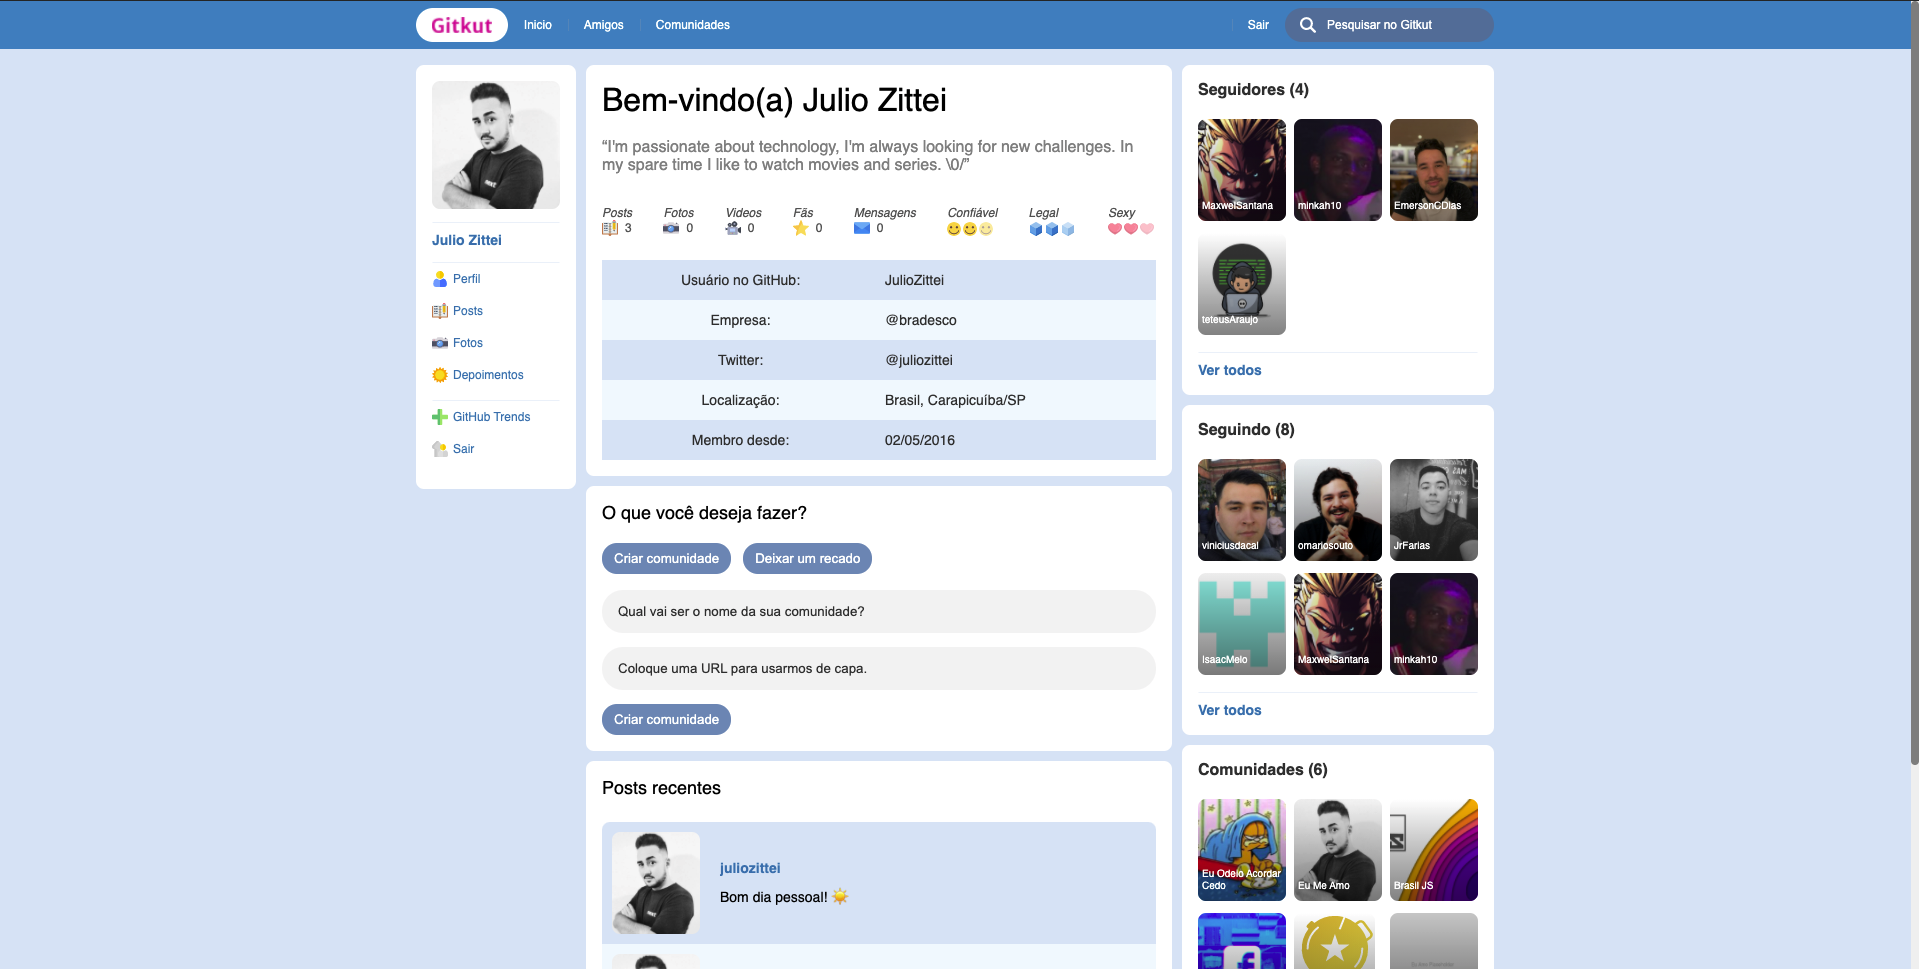 Gitkut
Inicio
Amigos
Comunidades
Sair
Pesquisar no Gitkut
Julio Zittei
Perfil
Posts
Fotos
Depoimentos
GitHub Trends
Sair
Bem-vindo(a) Julio Zittei
“I'm passionate about technology, I'm always looking for new challenges. In
my spare time I like to watch movies and series. \0/”
Posts
3
Fotos
0
Videos
0
Fãs
0
Mensagens
0
Confiável
Legal
Sexy
Usuário no GitHub: JulioZittei
Empresa: @bradesco
Twitter: @juliozittei
Localização: Brasil, Carapicuíba/SP
Membro desde: 02/05/2016
O que você deseja fazer?
Criar comunidade
Deixar um recado
Qual vai ser o nome da sua comunidade?
Coloque uma URL para usarmos de capa.
Criar comunidade
Posts recentes
juliozittei
Bom dia pessoal! ☀️
Seguidores (4)
MaxwelSantana
minkah10
EmersonCDias
teteusAraujo
Ver todos
Seguindo (8)
viniciusdacal
omariosouto
JrFarias
IsaacMelo
MaxwelSantana
minkah10
Ver todos
Comunidades (6)
Eu Odeio Acordar
Cedo
Eu Me Amo
Brasil JS